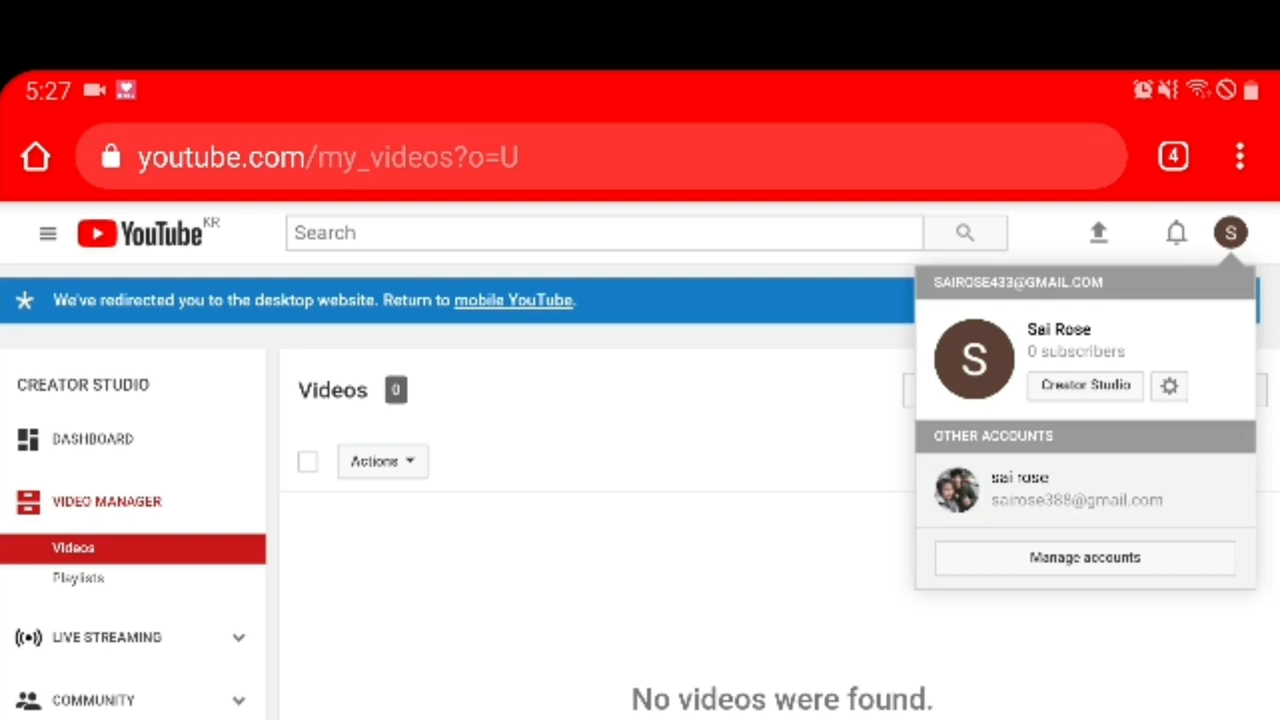 5:27
youtube.com/my_videos?o=U
4
YouTube KR
Search
S
We've redirected you to the desktop website. Return to mobile YouTube.
SAIROSE433@GMAIL.COM
S
Sai Rose
0 subscribers
Creator Studio
OTHER ACCOUNTS
sai rose
sairose388@gmail.com
Manage accounts
CREATOR STUDIO
DASHBOARD
VIDEO MANAGER
Videos
Playlists
LIVE STREAMING
COMMUNITY
Videos 0
Actions
No videos were found.